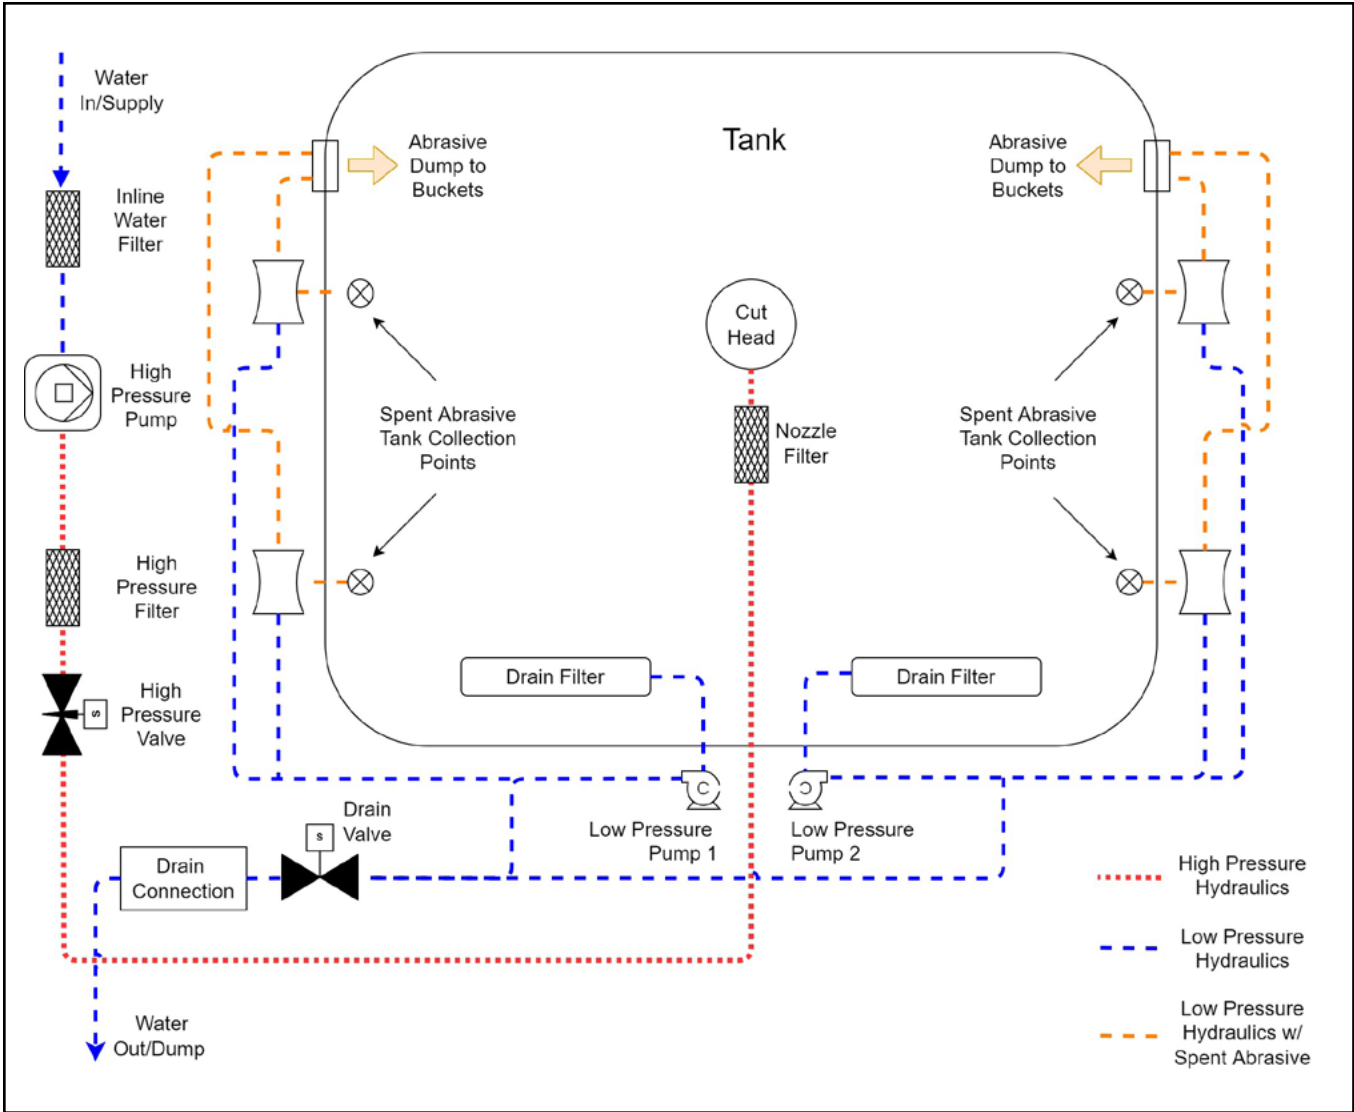 Water
In/Supply
Inline
Water
Filter
High
Pressure
Pump
High
Pressure
Filter
High
Pressure
Valve
S
Tank
Abrasive
Dump to
Buckets
Abrasive
Dump to
Buckets
Cut
Head
Nozzle
Filter
Spent Abrasive
Tank Collection
Points
Spent Abrasive
Tank Collection
Points
Drain Filter
Drain Filter
C
C
Low Pressure
Pump 1
Low Pressure
Pump 2
Drain
Valve
S
Drain
Connection
Water
Out/Dump
High Pressure
Hydraulics
Low Pressure
Hydraulics
Low Pressure
Hydraulics w/
Spent Abrasive